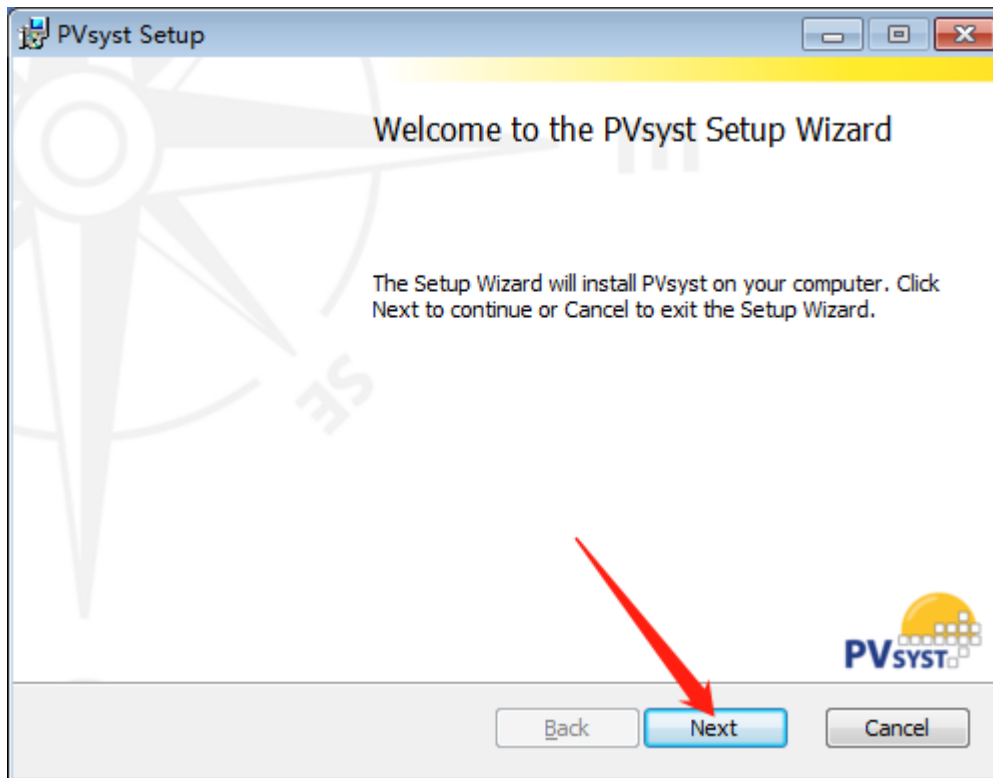 PVsyst Setup
Welcome to the PVsyst Setup Wizard
E
The Setup Wizard will install PVsyst on your computer. Click
Next to continue or Cancel to exit the Setup Wizard.
SE
PVSYST
Back
Next
Cancel